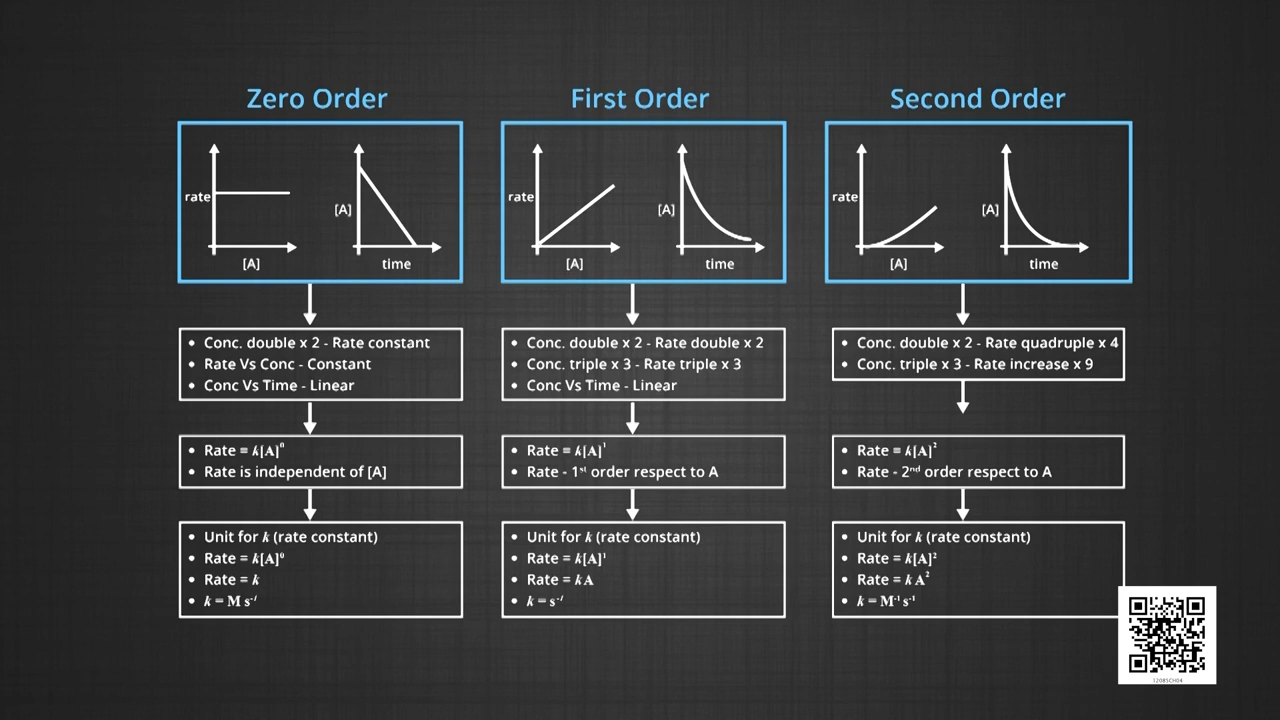 Zero Order
rate
[A]
[A]
time
• Conc. double x 2 - Rate constant
• Rate Vs Conc - Constant
• Conc Vs Time - Linear
• Rate = k[A]⁰
• Rate is independent of [A]
• Unit for k (rate constant)
• Rate = k[A]⁰
• Rate = k
• k = M s⁻¹
First Order
rate
[A]
[A]
time
• Conc. double x 2 - Rate double x 2
• Conc. triple x 3 - Rate triple x 3
• Conc Vs Time - Linear
• Rate = k[A]¹
• Rate - 1ˢᵗ order respect to A
• Unit for k (rate constant)
• Rate = k[A]¹
• Rate = kA
• k = s⁻¹
Second Order
rate
[A]
[A]
time
• Conc. double x 2 - Rate quadruple x 4
• Conc. triple x 3 - Rate increase x 9
• Rate = k[A]²
• Rate - 2ⁿᵈ order respect to A
• Unit for k (rate constant)
• Rate = k[A]²
• Rate = k A²
• k = M⁻¹ s⁻¹
12085CH04